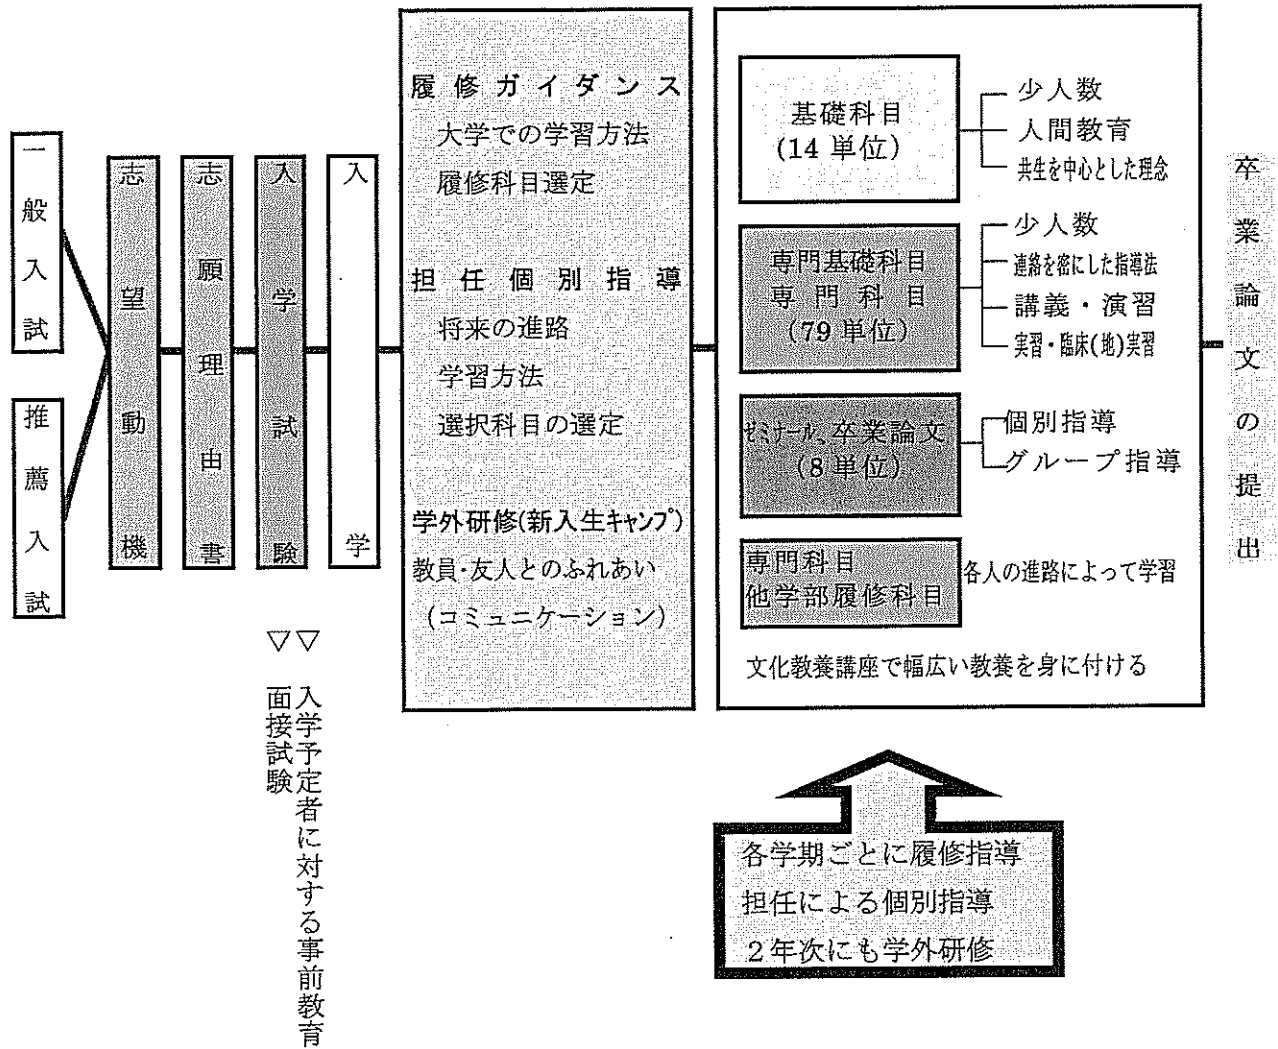 一般入試
推薦入試
志望動機
志願理由書
入学試験
入学
▽入学予定者に対する事前教育
▽面接試験
履修ガイダンス
大学での学習方法
履修科目選定
担任個別指導
将来の進路
学習方法
選択科目の選定
学外研修(新入生キャンプ)
教員・友人とのふれあい
(コミュニケーション)
基礎科目
(14 単位)
少人数
人間教育
共生を中心とした理念
専門基礎科目
専門科目
(79 単位)
少人数
連絡を密にした指導法
講義・演習
実習・臨床(地)実習
ゼミナール、卒業論文
(8 単位)
個別指導
グループ指導
専門科目
他学部履修科目
各人の進路によって学習
文化教養講座で幅広い教養を身に付ける
卒業論文の提出
各学期ごとに履修指導
担任による個別指導
2年次にも学外研修